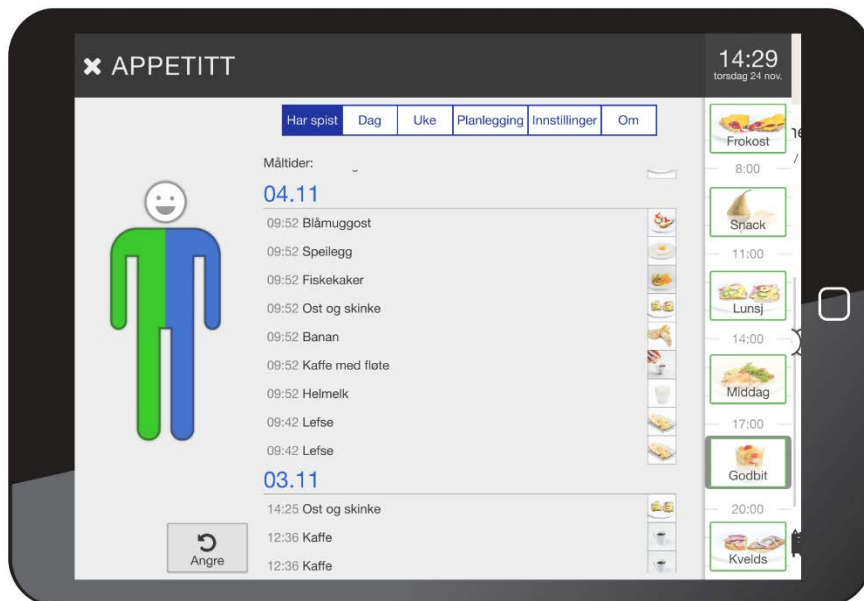 ✖ APPETITT
14:29
torsdag 24 nov.
Har spist Dag Uke Planlegging Innstillinger Om
Måltider:
04.11
09:52 Blåmuggost
09:52 Speilegg
09:52 Fiskekaker
09:52 Ost og skinke
09:52 Banan
09:52 Kaffe med fløte
09:52 Helmelk
09:42 Lefse
09:42 Lefse
03.11
14:25 Ost og skinke
12:36 Kaffe
12:36 Kaffe
Angre
Frokost
8:00
Snack
11:00
Lunsj
14:00
Middag
17:00
Godbit
20:00
Kvelds